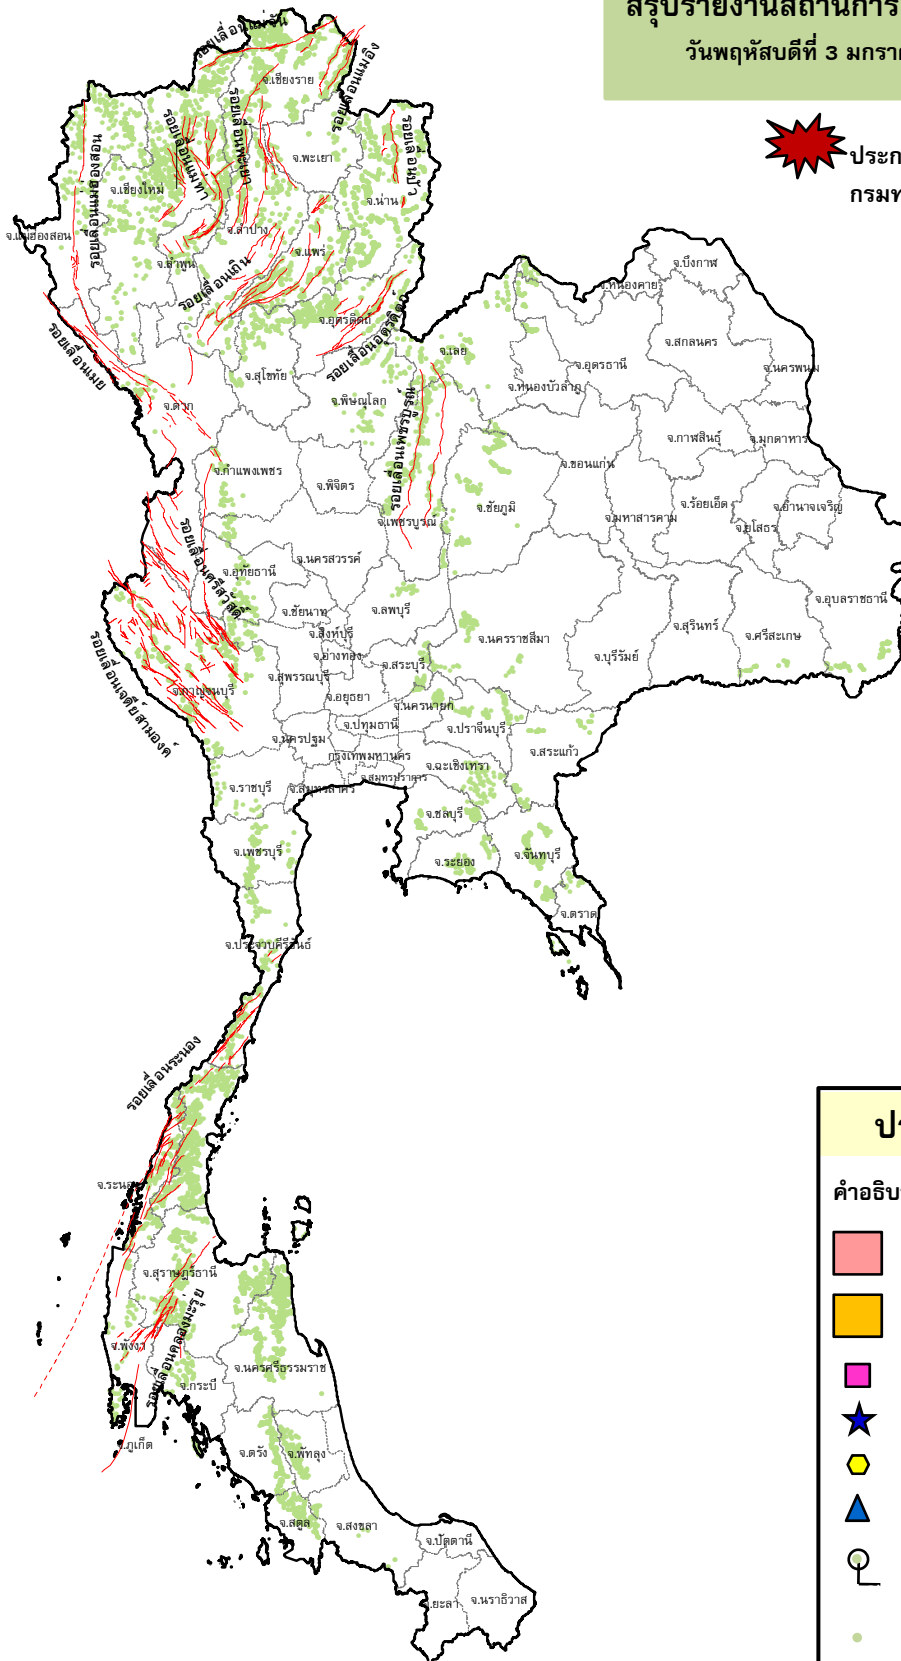 สรุปรายงานสถานการ
วันพฤหัสบดีที่ 3 มกรา
ประก
กรมท
รอยเลื่อนแม่จัน
จ.เชียงราย
รอยเลื่อนแม่อิง
รอยเลื่อนแม่ฮ่องสอน
รอยเลื่อนแม่ทา
รอยเลื่อนพะเยา
รอยเลื่อนปัว
จ.พะเยา
จ.เชียงใหม่
จ.น่าน
จ.แม่ฮ่องสอน
จ.ลำปาง
จ.แพร่
จ.ลำพูน
รอยเลื่อนเถิน
จ.บึงกาฬ
จ.หนองคาย
จ.อุตรดิตถ์
รอยเลื่อนอุตรดิตถ์
รอยเลื่อนเมย
จ.สกลนคร
จ.เลย
จ.อุดรธานี
จ.นครพนม
จ.สุโขทัย
จ.หนองบัวลำภู
จ.ตาก
จ.พิษณุโลก
รอยเลื่อนเพชรบูรณ์
จ.กาฬสินธุ์
จ.มุกดาหาร
จ.กำแพงเพชร
จ.ขอนแก่น
จ.พิจิตร
จ.ชัยภูมิ
จ.ร้อยเอ็ด
จ.อำนาจเจริญ
จ.เพชรบูรณ์
จ.มหาสารคาม
จ.ยโสธร
รอยเลื่อนศรีสวัสดิ์
จ.นครสวรรค์
จ.อุทัยธานี
จ.อุบลราชธานี
จ.ชัยนาท
จ.ลพบุรี
จ.สิงห์บุรี
จ.นครราชสีมา
จ.สุรินทร์
จ.ศรีสะเกษ
จ.อ่างทอง
จ.สระบุรี
จ.บุรีรัมย์
จ.สุพรรณบุรี
จ.กาญจนบุรี
จ.อยุธยา
จ.นครนายก
รอยเลื่อนเจดีย์สามองค์
จ.ปทุมธานี
จ.ปราจีนบุรี
จ.นครปฐม
จ.สระแก้ว
กรุงเทพมหานคร
จ.ฉะเชิงเทรา
จ.สมุทรปราการ
จ.ราชบุรี
จ.สมุทรสาคร
จ.ชลบุรี
จ.เพชรบุรี
จ.ระยอง
จ.จันทบุรี
จ.ตราด
จ.ประจวบคีรีขันธ์
รอยเลื่อนระนอง
ปร
จ.ระนอ
คำอธิบ
จ.สุราษฎร์ธานี
รอยเลื่อนคลองมะรุ่ย
จ.พังงา
จ.นครศรีธรรมราช
จ.กระบี่
จ.ภูเก็ต
จ.ตรัง
จ.พัทลุง
จ.สตูล
จ.สงขลา
จ.ปัตตานี
จ.ยะลา
จ.นราธิวาส